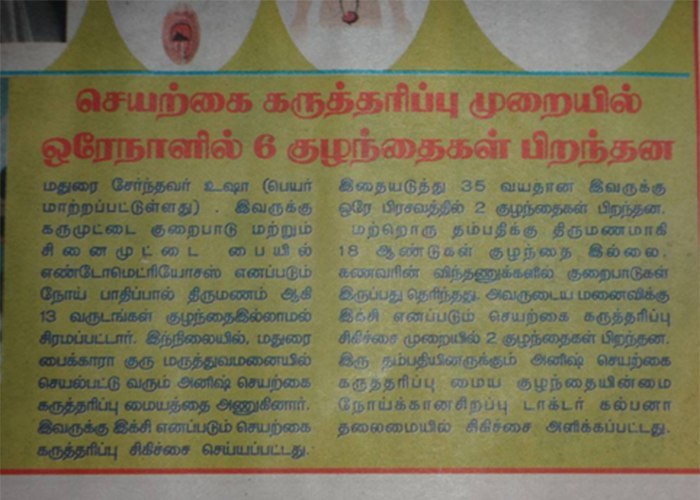 செயற்கை கருத்தரிப்பு முறையில்
ஒரேநாளில் 6 குழந்தைகள் பிறந்தன
மதுரை சேர்ந்தவர் உஷா (பெயர்
மாற்றப்பட்டுள்ளது) . இவருக்கு
கருமுட்டை குறைபாடு மற்றும்
சினைமுட்டை பையில்
எண்டோமெட்ரியோசஸ் எனப்படும்
நோய் பாதிப்பால் திருமணம் ஆகி
13 வருடங்கள் குழந்தைஇல்லாமல்
சிரமப்பட்டார். இந்நிலையில், மதுரை
பைக்காரா குரு மருத்துவமனையில்
செயல்பட்டு வரும் அனிஷ் செயற்கை
கருத்தரிப்பு மையத்தை அணுகினார்.
இவருக்கு இக்சி எனப்படும் செயற்கை
கருத்தரிப்பு சிகிச்சை செய்யப்பட்டது.
இதையடுத்து 35 வயதான இவருக்கு
ஒரே பிரசவத்தில் 2 குழந்தைகள் பிறந்தன.
மற்றொரு தம்பதிக்கு திருமணமாகி
18 ஆண்டுகள் குழந்தை இல்லை.
கணவரின் விந்தணுக்களில் குறைபாடுகள்
இருப்பது தெரிந்தது. அவருடைய மனைவிக்கு
இக்சி எனப்படும் செயற்கை கருத்தரிப்பு
சிகிச்சை முறையில் 2 குழந்தைகள் பிறந்தன.
இரு தம்பதியினருக்கும் அனிஷ் செயற்கை
கருத்தரிப்பு மைய குழந்தையின்மை
நோய்க்கானசிறப்பு டாக்டர் கல்பனா
தலைமையில் சிகிச்சை அளிக்கப்பட்டது.